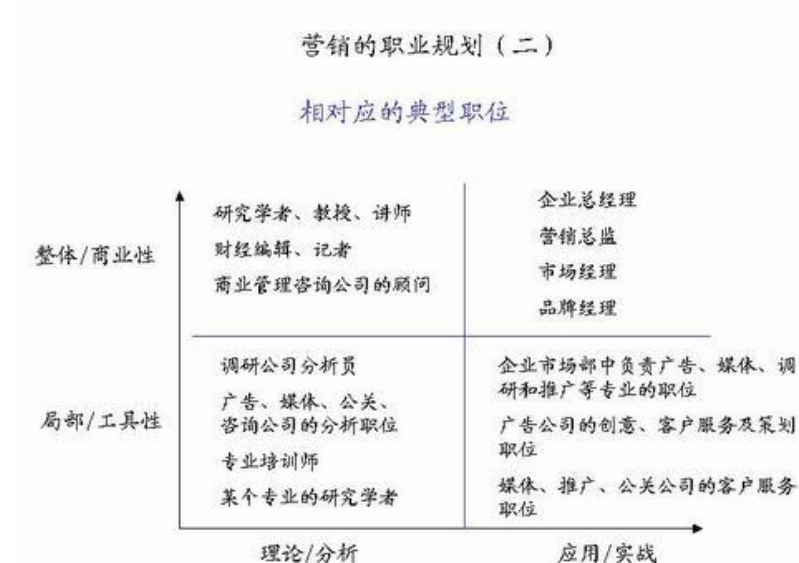 营销的职业规划（二）
相对应的典型职位
整体/商业性
研究学者、教授、讲师
财经编辑、记者
商业管理咨询公司的顾问
企业总经理
营销总监
市场经理
品牌经理
局部/工具性
调研公司分析员
广告、媒体、公关、
咨询公司的分析职位
专业培训师
某个专业的研究学者
企业市场部中负责广告、媒体、调
研和推广等专业的职位
广告公司的创意、客户服务及策划
职位
媒体、推广、公关公司的客户服务
职位
理论/分析
应用/实战